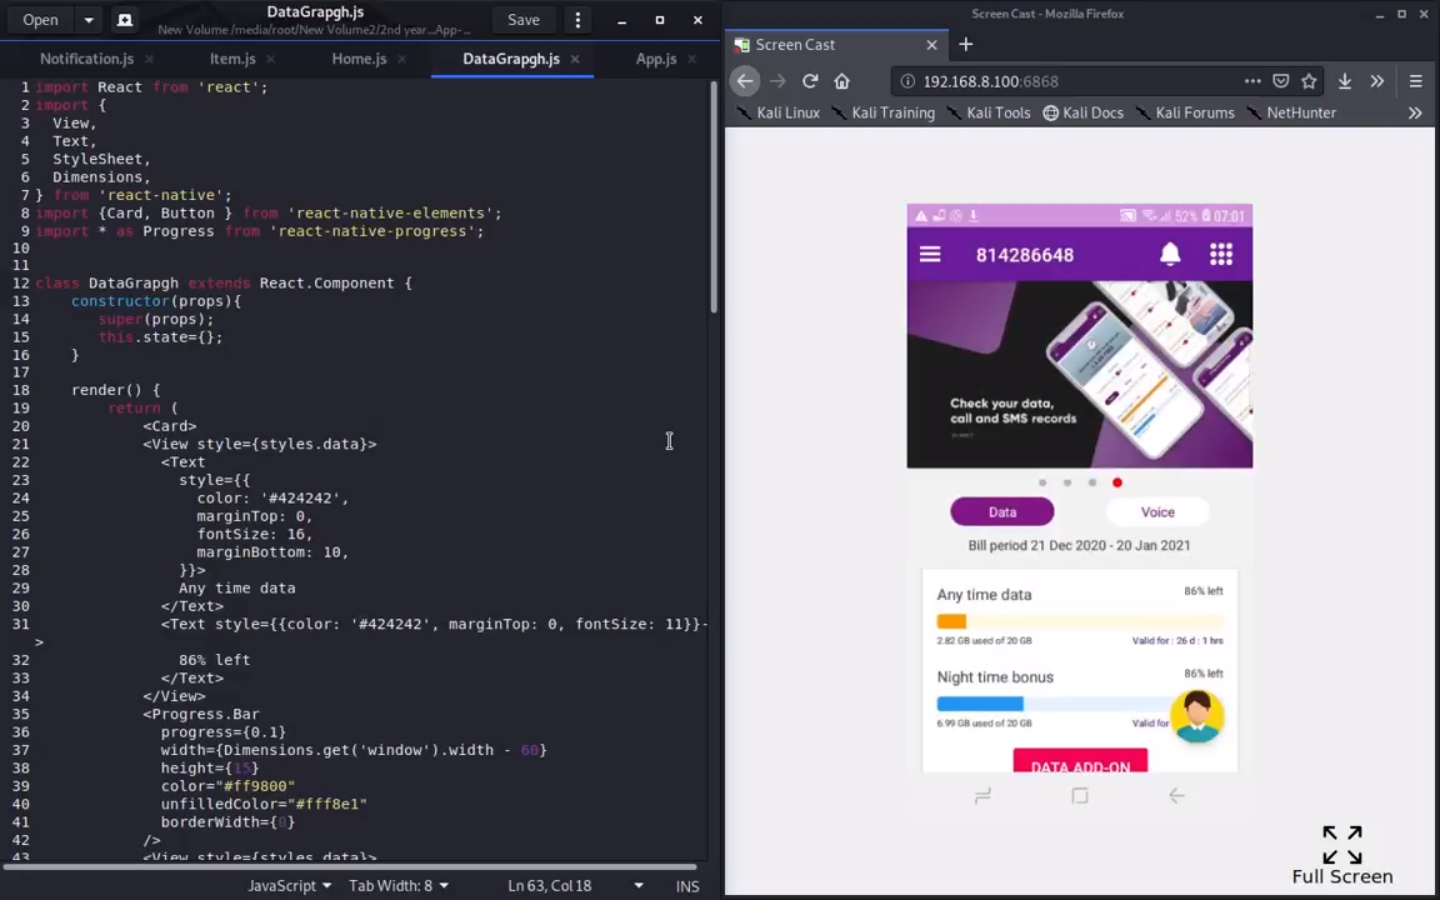 Open
DataGrapgh.js
New Volume /media/root/New Volume2/2nd year...App-...
Save
Notification.js
Item.js
Home.js
DataGrapgh.js
App.js
1 import React from 'react';
2 import {
3 View,
4 Text,
5 StyleSheet,
6 Dimensions,
7 } from 'react-native';
8 import {Card, Button } from 'react-native-elements';
9 import * as Progress from 'react-native-progress';
10
11
12 class DataGrapgh extends React.Component {
13 constructor(props){
14 super(props);
15 this.state={};
16 }
17
18 render() {
19 return (
20 <Card>
21 <View style={styles.data}>
22 <Text
23 style={{
24 color: '#424242',
25 marginTop: 0,
26 fontSize: 16,
27 marginBottom: 10,
28 }}>
29 Any time data
30 </Text>
31 <Text style={{color: '#424242', marginTop: 0, fontSize: 11}}
>
32 86% left
33 </Text>
34 </View>
35 <Progress.Bar
36 progress={0.1}
37 width={Dimensions.get('window').width - 60}
38 height={15}
39 color="#ff9800"
40 unfilledColor="#fff8e1"
41 borderWidth={0}
42 />
43 <View style={styles.data}>
JavaScript
Tab Width: 8
Ln 63, Col 18
INS
Screen Cast - Mozilla Firefox
Screen Cast
192.168.8.100:6868
Kali Linux
Kali Training
Kali Tools
Kali Docs
Kali Forums
NetHunter
52% 07:01
814286648
Check your data,
call and SMS records
Data
Voice
Bill period 21 Dec 2020 - 20 Jan 2021
Any time data
86% left
2.82 GB used of 20 GB
Valid for : 26 d : 1 hrs
Night time bonus
86% left
6.99 GB used of 20 GB
Valid for
DATA ADD-ON
Full Screen